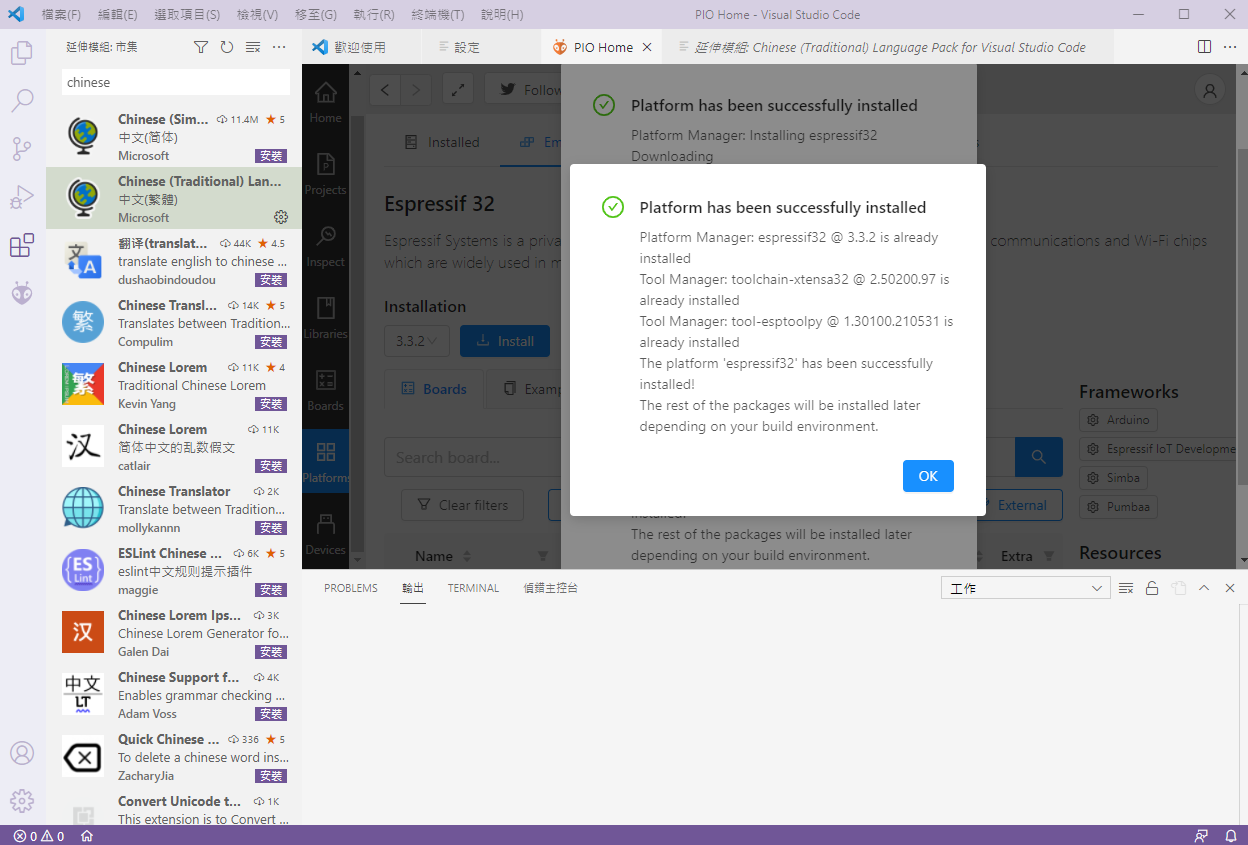 檔案(F) 編輯(E) 選取項目(S) 檢視(V) 移至(G) 執行(R) 終端機(T) 說明(H) PIO Home - Visual Studio Code
延伸模組: 市集
chinese
Chinese (Sim... 11.4M 5
中文(简体)
Microsoft 安裝
Chinese (Traditional) Lan...
中文(繁體)
Microsoft
文 A
翻译(translat... 44K 4.5
translate english to chinese ...
dushaobindoudou 安裝
繁
Chinese Transl... 14K 5
Translates between Tradition...
Compulim 安裝
繁
Chinese Lorem 11K 4
Traditional Chinese Lorem
Kevin Yang 安裝
汉
Chinese Lorem 11K
简体中文的乱数假文
catlair 安裝
Chinese Translator 2K
Translate between Tradition...
mollykannn 安裝
{ES}
Lint
ESLint Chinese ... 6K 5
eslint中文规则提示插件
maggie 安裝
汉
Chinese Lorem Ips... 3K
Chinese Lorem Generator fo...
Galen Dai 安裝
中文
LT
Chinese Support f... 4K
Enables grammar checking ...
Adam Voss 安裝
Quick Chinese ... 336 5
To delete a chinese word ins...
ZacharyJia 安裝
Convert Unicode t... 1K
This extension is to Convert ...
歡迎使用 設定 PIO Home 延伸模組: Chinese (Traditional) Language Pack for Visual Studio Code
Home
Projects
Inspect
Libraries
Boards
Platforms
Devices
Follow
Installed Em
Espressif 32
Espressif Systems is a priva
communications and Wi-Fi chips
which are widely used in m
Installation
3.3.2 Install
Boards Examp
Search board...
Clear filters External
Name Extra
Frameworks
Arduino
Espressif IoT Developme
Simba
Pumbaa
Resources
Platform has been successfully installed
Platform Manager: Installing espressif32
Downloading
Platform has been successfully installed
Platform Manager: espressif32 @ 3.3.2 is already
installed
Tool Manager: toolchain-xtensa32 @ 2.50200.97 is
already installed
Tool Manager: tool-esptoolpy @ 1.30100.210531 is
already installed
The platform 'espressif32' has been successfully
installed!
The rest of the packages will be installed later
depending on your build environment.
OK
installed!
The rest of the packages will be installed later
depending on your build environment.
PROBLEMS 輸出 TERMINAL 偵錯主控台 工作
0 0